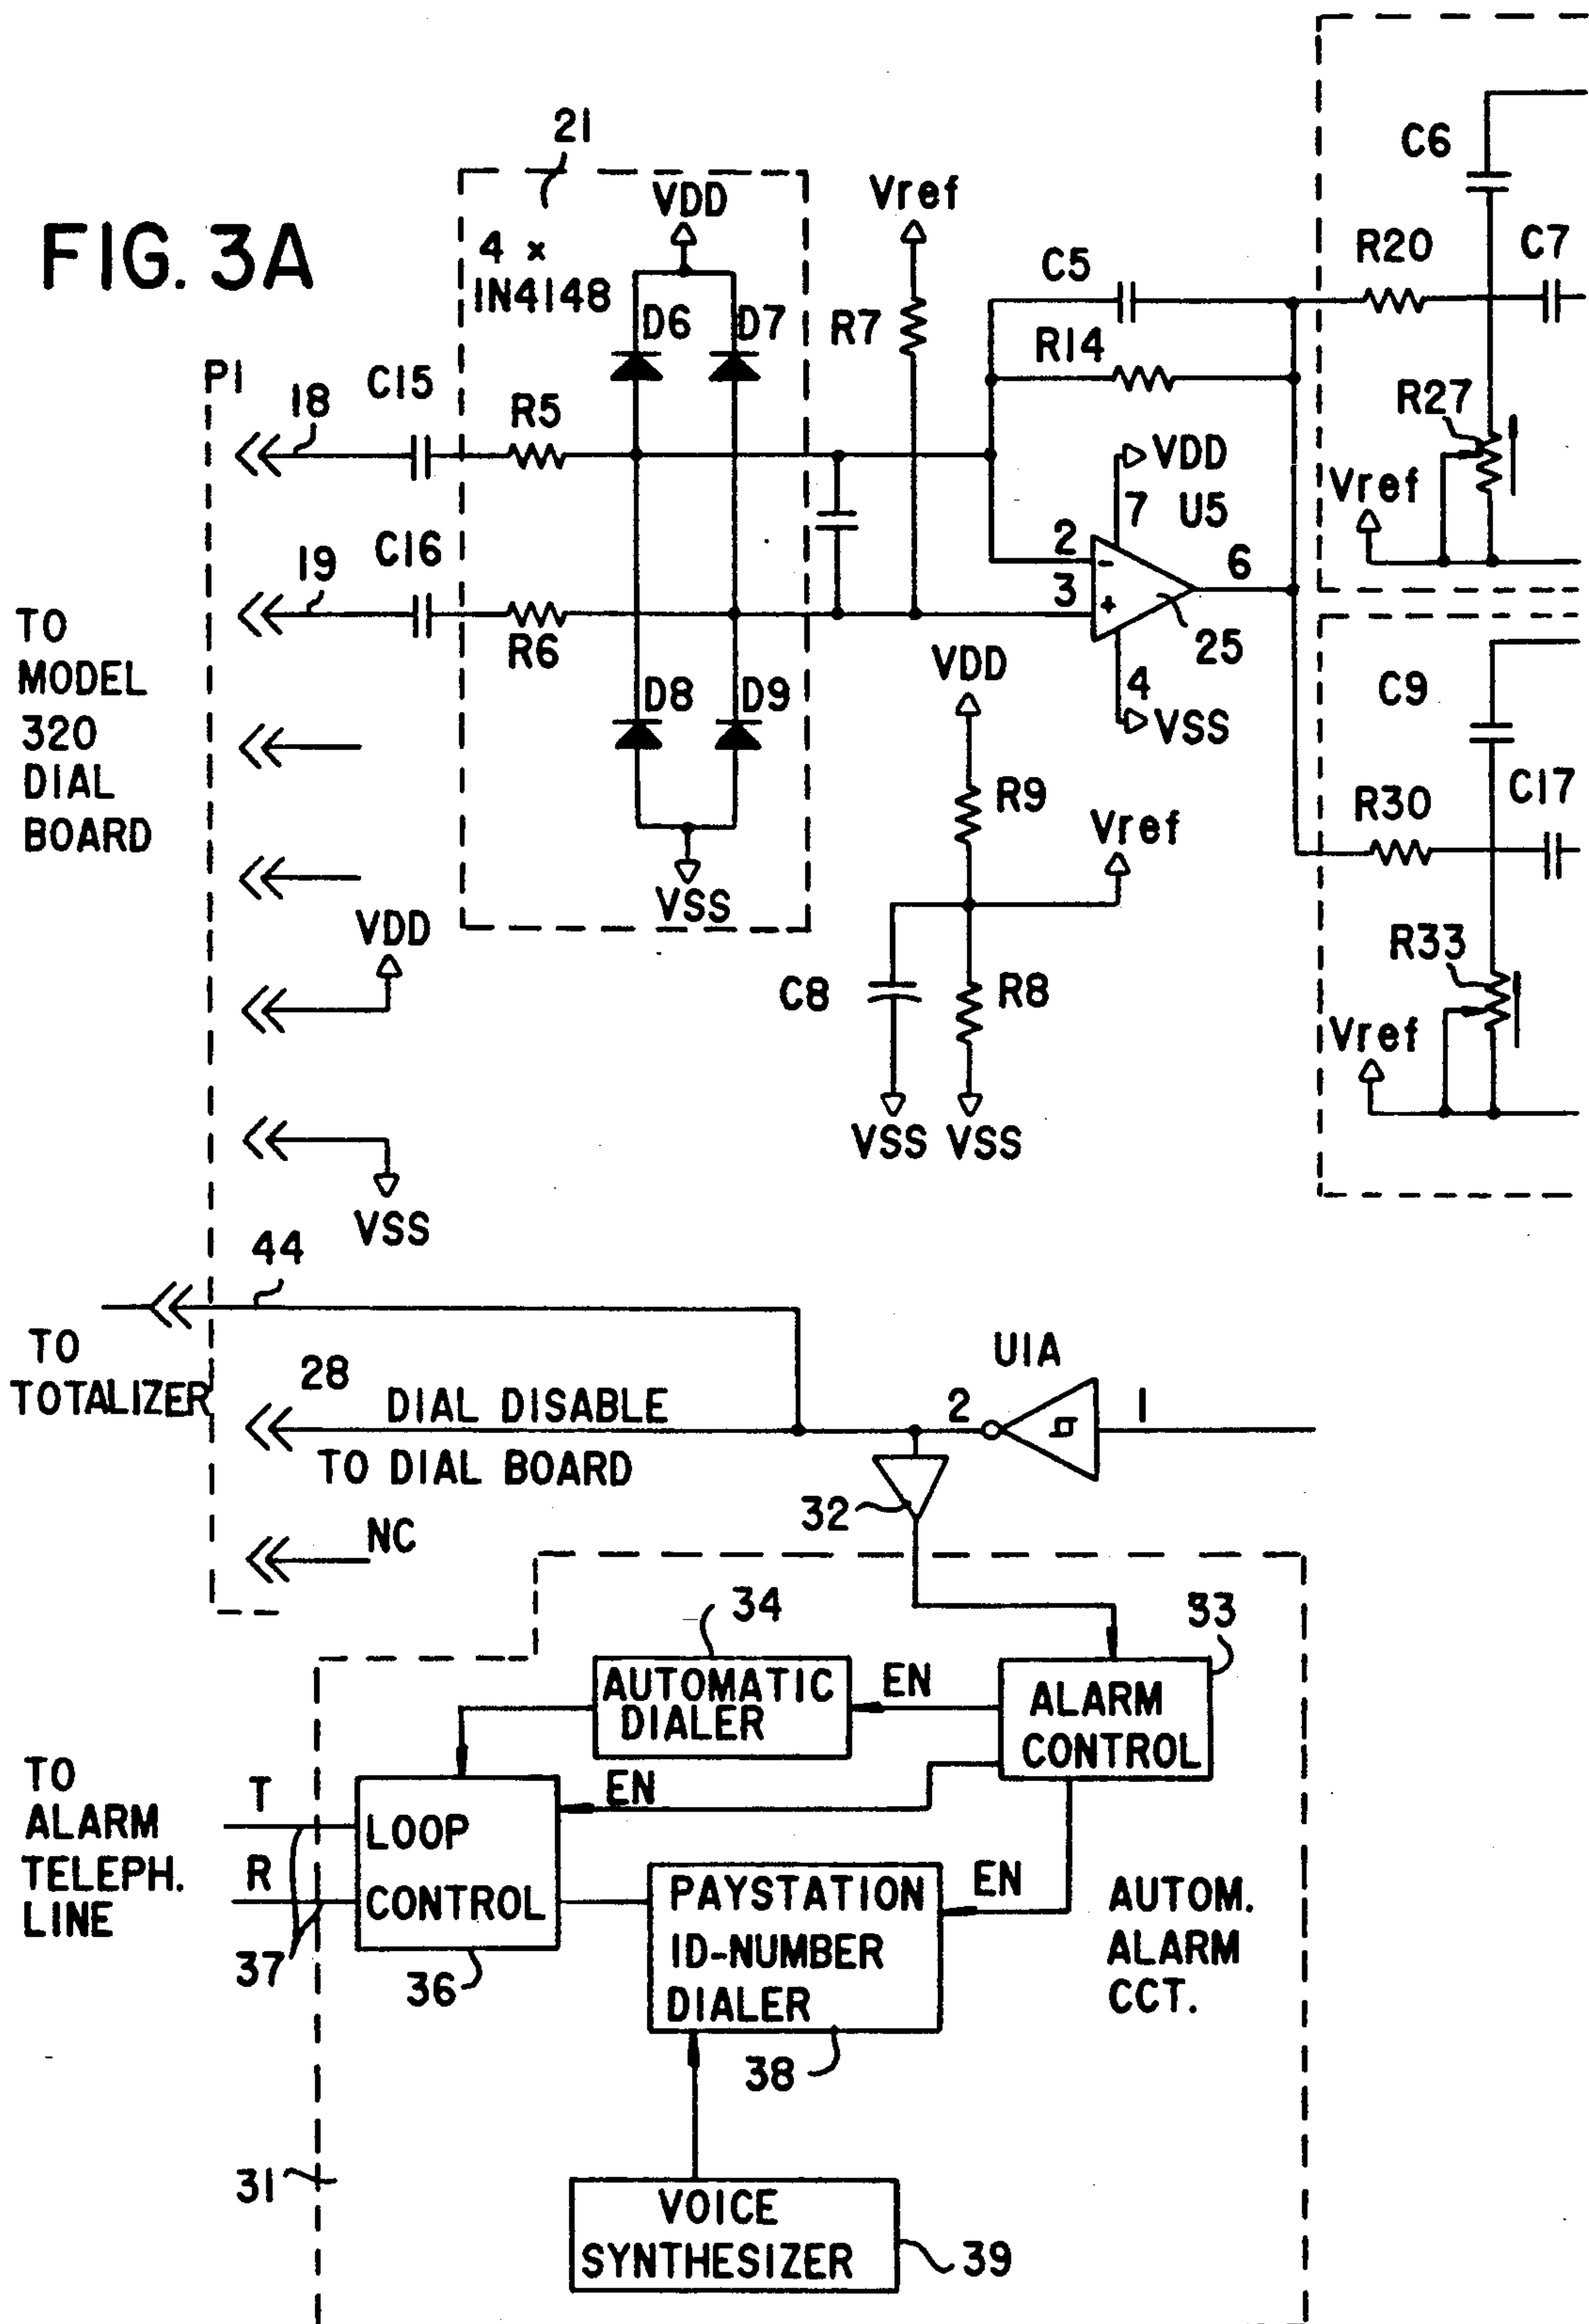 FIG. 3A
21
4 x
IN4148
VDD
D6
D7
R5
R6
D8
D9
VSS
P1
18
C15
19
C16
TO
MODEL
320
DIAL
BOARD
VDD
VSS
Vref
R7
C5
R14
VDD
7
U5
2
-
3
+
6
25
4
VSS
VDD
R9
Vref
C8
R8
VSS
VSS
C6
R20
C7
R27
Vref
C9
R30
C17
R33
Vref
44
TO
TOTALIZER
28
DIAL DISABLE
TO DIAL BOARD
U1A
2
1
32
NC
34
AUTOMATIC
DIALER
EN
33
ALARM
CONTROL
EN
TO
ALARM
TELEPH.
LINE
T
R
37
LOOP
CONTROL
36
PAYSTATION
ID-NUMBER
DIALER
EN
38
AUTOM.
ALARM
CCT.
31
VOICE
SYNTHESIZER
39